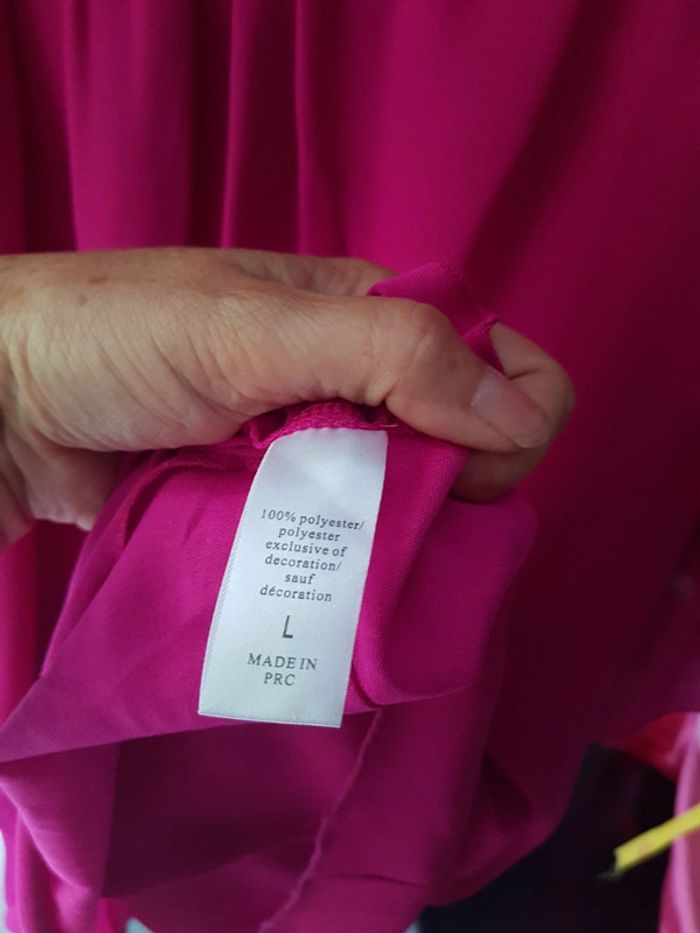 100% polyester/
polyester
exclusive of
decoration/
sauf
décoration
L
MADE IN
PRC